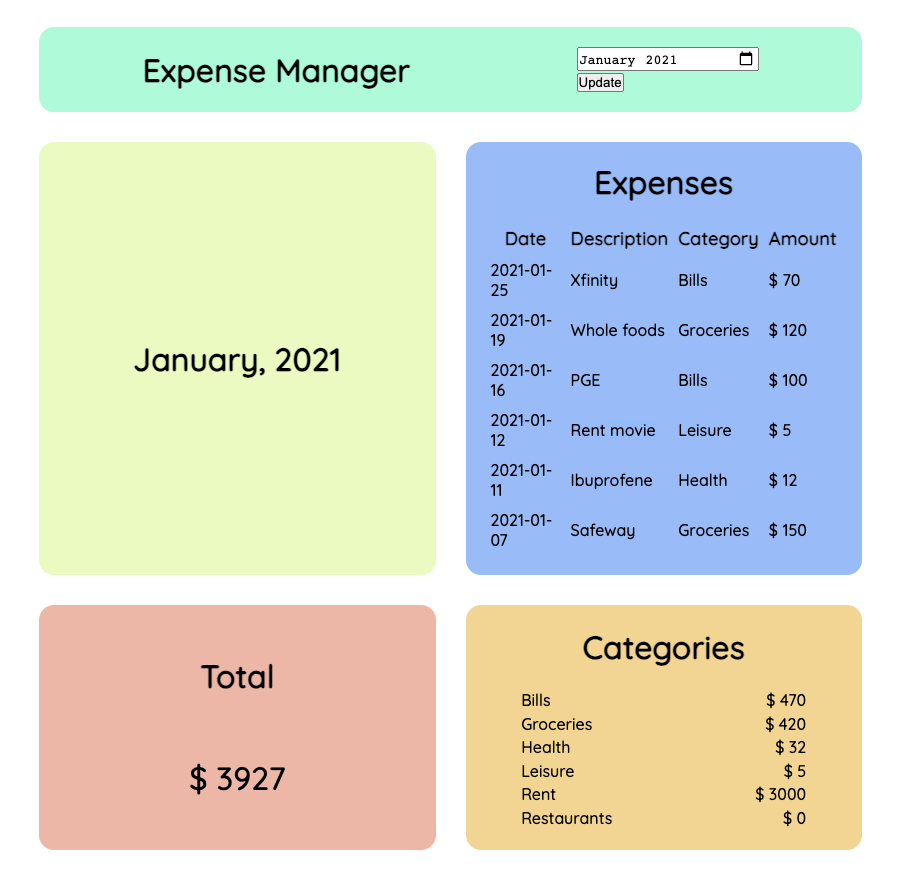 Expense Manager
January 2021
Update
January, 2021
Expenses
Date Description Category Amount
2021-01-
25 Xfinity Bills $ 70
2021-01-
19 Whole foods Groceries $ 120
2021-01-
16 PGE Bills $ 100
2021-01-
12 Rent movie Leisure $ 5
2021-01-
11 Ibuprofene Health $ 12
2021-01-
07 Safeway Groceries $ 150
Total
$ 3927
Categories
Bills $ 470
Groceries $ 420
Health $ 32
Leisure $ 5
Rent $ 3000
Restaurants $ 0